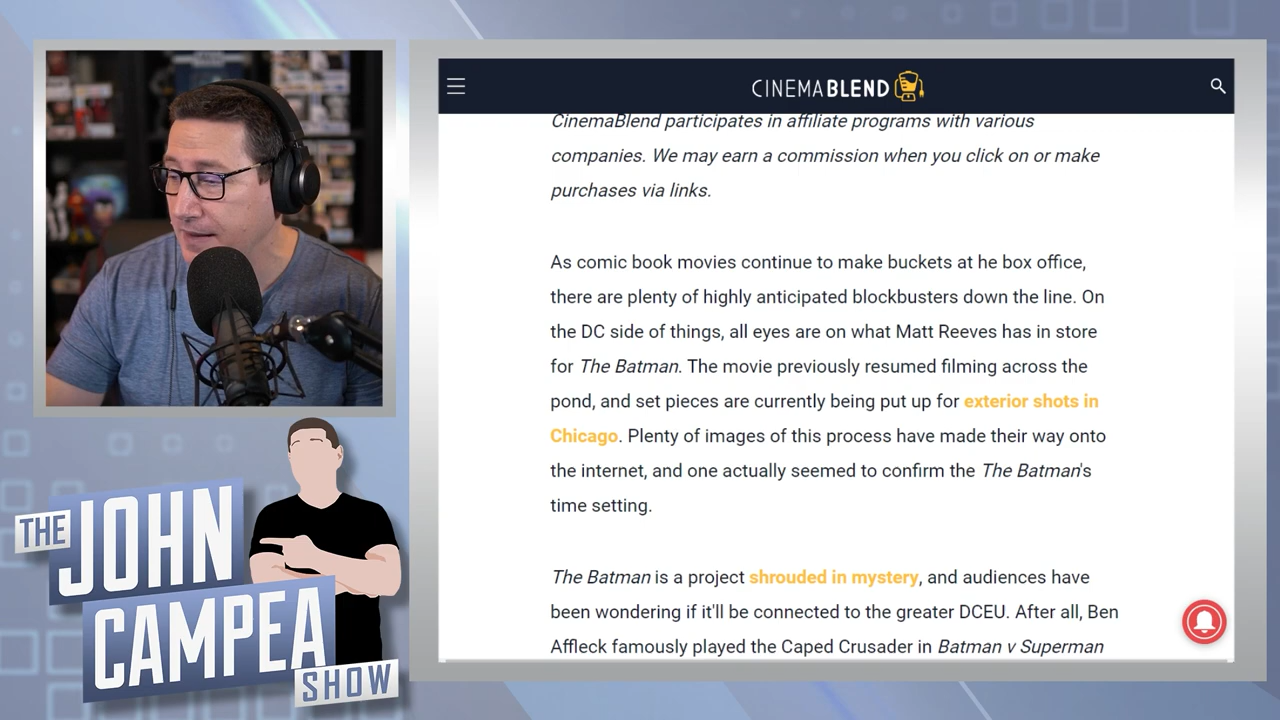 CINEMABLEND
CinemaBlend participates in affiliate programs with various
companies. We may earn a commission when you click on or make
purchases via links.
As comic book movies continue to make buckets at he box office,
there are plenty of highly anticipated blockbusters down the line. On
the DC side of things, all eyes are on what Matt Reeves has in store
for The Batman. The movie previously resumed filming across the
pond, and set pieces are currently being put up for exterior shots in
Chicago. Plenty of images of this process have made their way onto
the internet, and one actually seemed to confirm the The Batman's
time setting.
The Batman is a project shrouded in mystery, and audiences have
been wondering if it'll be connected to the greater DCEU. After all, Ben
Affleck famously played the Caped Crusader in Batman v Superman
THE
JOHN
CAMPEA
SHOW